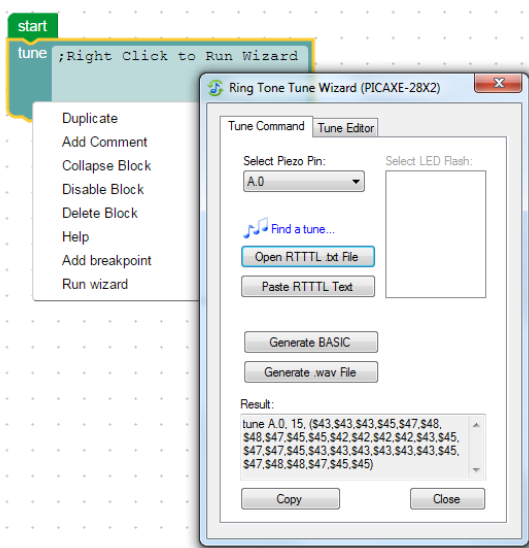 start
tune ;Right Click to Run Wizard
Duplicate
Add Comment
Collapse Block
Disable Block
Delete Block
Help
Add breakpoint
Run wizard
Ring Tone Tune Wizard (PICAXE-28X2)
Tune Command Tune Editor
Select Piezo Pin: Select LED Flash:
A.0
Find a tune...
Open RTTTL .txt File
Paste RTTTL Text
Generate BASIC
Generate .wav File
Result:
tune A.0, 15, ($43,$43,$43,$45,$47,$48,
$48,$47,$45,$45,$42,$42,$42,$42,$43,$45,
$47,$47,$45,$43,$43,$43,$43,$43,$43,$45,
$47,$48,$48,$47,$45,$45)
Copy Close